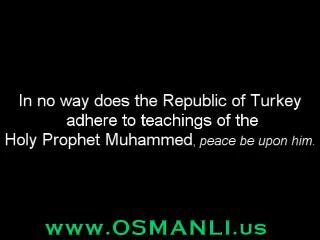 In no way does the Republic of Turkey
adhere to teachings of the
Holy Prophet Muhammed, peace be upon him.
www.OSMANLI.us